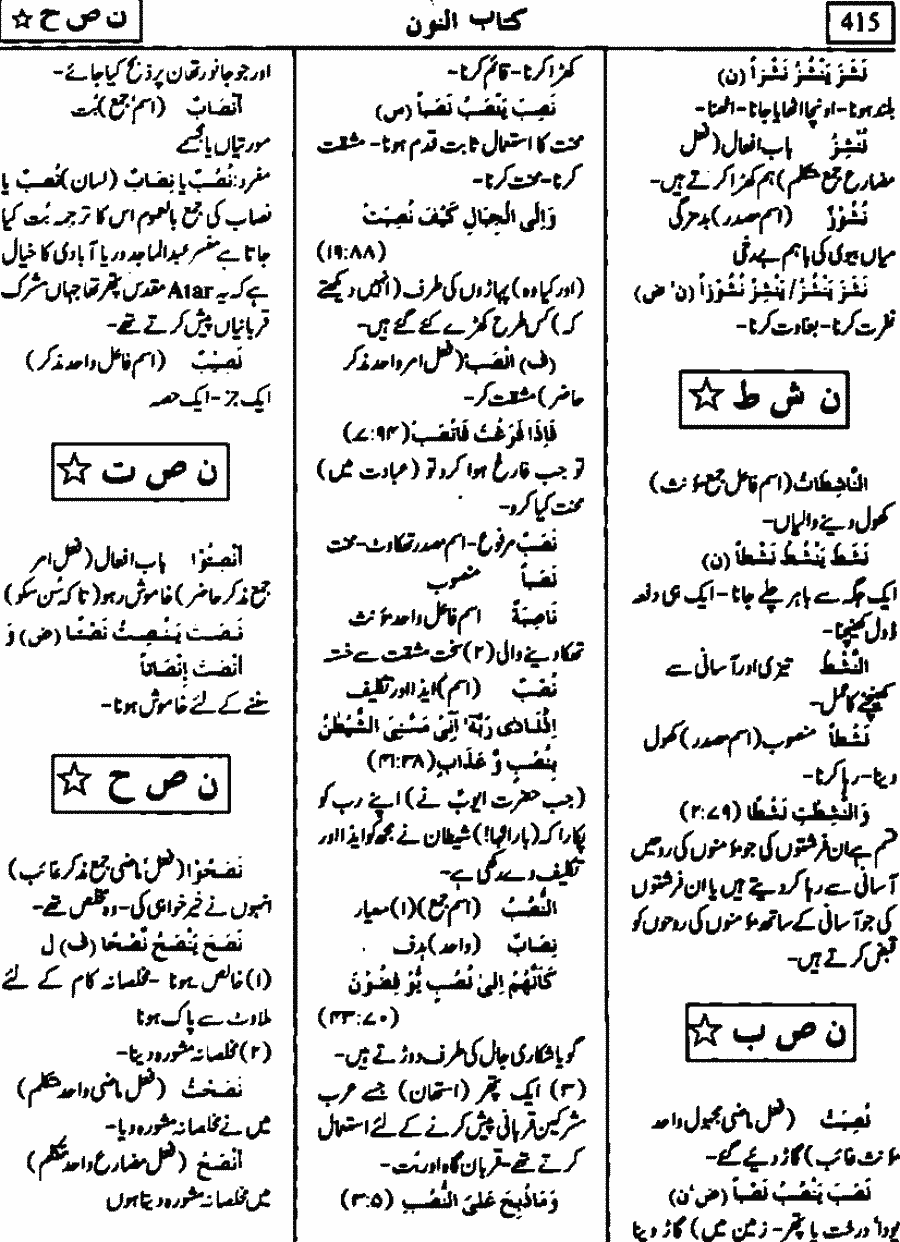 415
كتاب النون
ن ص ح ☆
نَشَزَ يَنْشُزُ نَشْزاً (ن)
بلند ہونا-اونچا اٹھایا جانا-اٹھنا-
نُنْشِزُ باب افعال (فعل
مضارع جمع متکلم) ہم کھڑا کرتے ہیں-
نُشُوْزٌ (اسم مصدر) بدمزگی
میاں بیوی کی باہم بے رخی
نَشَزَ يَنْشُزُ/ يَنْشِزُ نُشُوْزاً (ن' ض)
نفرت کرنا- بغاوت کرنا-
ن ش ط ☆
النَّاشِطَاتُ (اسم فاعل جمع مؤنث)
کھول دینے والیاں-
نَشَطَ يَنْشُطُ نَشْطاً (ن)
ایک جگہ سے باہر چلے جانا-ایک ہی دفعہ
ڈول کھینچنا-
النَّشْطُ تیزی اور آسانی سے
کھینچنے کا عمل-
نَشْطاً منصوب (اسم مصدر) کھول
دینا-رہا کرنا-
وَالنّٰشِطٰتِ نَشْطًا (۲:۷۹)
قسم ہے ان فرشتوں کی جو مؤمنوں کی روحیں
آسانی سے رہا کر دیتے ہیں یا ان فرشتوں
کی جو آسانی کے ساتھ مؤمنوں کی روحوں کو
قبض کرتے ہیں-
ن ص ب ☆
نُصِبَتْ (فعل ماضی مجہول واحد
مؤنث غائب) گاڑ دیئے گئے-
نَصَبَ يَنْصُبُ نَصْباً (ض'ن)
پودا' درخت یا پتھر- زمین میں) گاڑ دینا
کھڑا کرنا-قائم کرنا-
نَصِبَ يَنْصَبُ نَصَباً (س)
محنت کا استعمال ثابت قدم ہونا- مشقت
کرنا-محنت کرنا-
وَاِلَى الْجِبَالِ كَيْفَ نُصِبَتْ
(۱۹:۸۸)
(اور کیا وہ) پہاڑوں کی طرف (انہیں دیکھتے
کہ) کس طرح کھڑے کئے گئے ہیں-
(ف) انْصَبْ (فعل امر واحد مذکر
حاضر) مشقت کر-
فَاِذَا فَرَغْتَ فَانْصَبْ (۷:۹۴)
تو جب فارغ ہوا کرو تو (عبادت میں)
محنت کیا کرو-
نَصَبٌ مرفوع-اسم مصدر تھکاوٹ-محنت
نَصَباً منصوب
نَاصِبَةٌ اسم فاعل واحد مؤنث
تھکا دینے والی (۲) سخت مشقت سے خستہ
نُصْبٌ (اسم) ایذا اور تکلیف
اِذْ نَادٰى رَبَّهٗ اَنِّىْ مَسَّنِىَ الشَّيْطٰنُ
بِنُصْبٍ وَّ عَذَابٍ (۴۱:۳۸)
(جب حضرت ایوبؑ نے) اپنے رب کو
پکارا کہ (بار الہا!) شیطان نے مجھ کو ایذا اور
تکلیف دے رکھی ہے-
النُّصُبُ (اسم جمع) (۱) معیار
نِصَابٌ (واحد) ہدف
كَاَنَّهُمْ اِلٰى نُصُبٍ يُّوْفِضُوْنَ
(۴۳:۷۰)
گویا شکاری جال کی طرف دوڑتے ہیں-
(۳) ایک پتھر (استھان) جسے عرب
مشرکین قربانی پیش کرنے کے لئے استعمال
کرتے تھے-قربان گاہ اور بت-
وَمَاذُبِحَ عَلَى النُّصُبِ (۳:۵)
اور جو جانور تھان پر ذبح کیا جائے-
اَنْصَابٌ (اسم' جمع) بُت
مورتیاں یا مجسمے
مفرد: نُصُبٌ یا نِصَابٌ (لسان) نُصُبٌ یا
نصاب کی جمع بالعموم اس کا ترجمہ بُت کیا
جاتا ہے مفسر عبدالماجد دریا آبادی کا خیال
ہے کہ یہ Atar مقدس پتھر تھا جہاں مشرک
قربانیاں پیش کرتے تھے-
نَصِيْبٌ (اسم فاعل واحد مذکر)
ایک جز-ایک حصہ
ن ص ت ☆
اَنْصِتُوْا باب افعال (فعل امر
جمع مذکر حاضر) خاموش رہو (تاکہ سُن سکو)
نَصَتَ يَنْصِتُ نَصْتًا (ض) وَ
اَنْصَتَ اِنْصَاتاً
سننے کے لئے خاموش ہونا-
ن ص ح ☆
نَصَحُوْا (فعل' ماضی جمع مذکر غائب)
انہوں نے خیر خواہی کی-وہ مخلص تھے-
نَصَحَ يَنْصَحُ نُصْحًا (ف) ل
(۱) خالص ہونا -مخلصانہ کام کے لئے
ملاوٹ سے پاک ہونا
(۲) مخلصانہ مشورہ دینا-
نَصَحْتُ (فعل ماضی واحد متکلم)
میں نے مخلصانہ مشورہ دیا-
اَنْصَحُ (فعل مضارع واحد متکلم)
میں مخلصانہ مشورہ دیتا ہوں